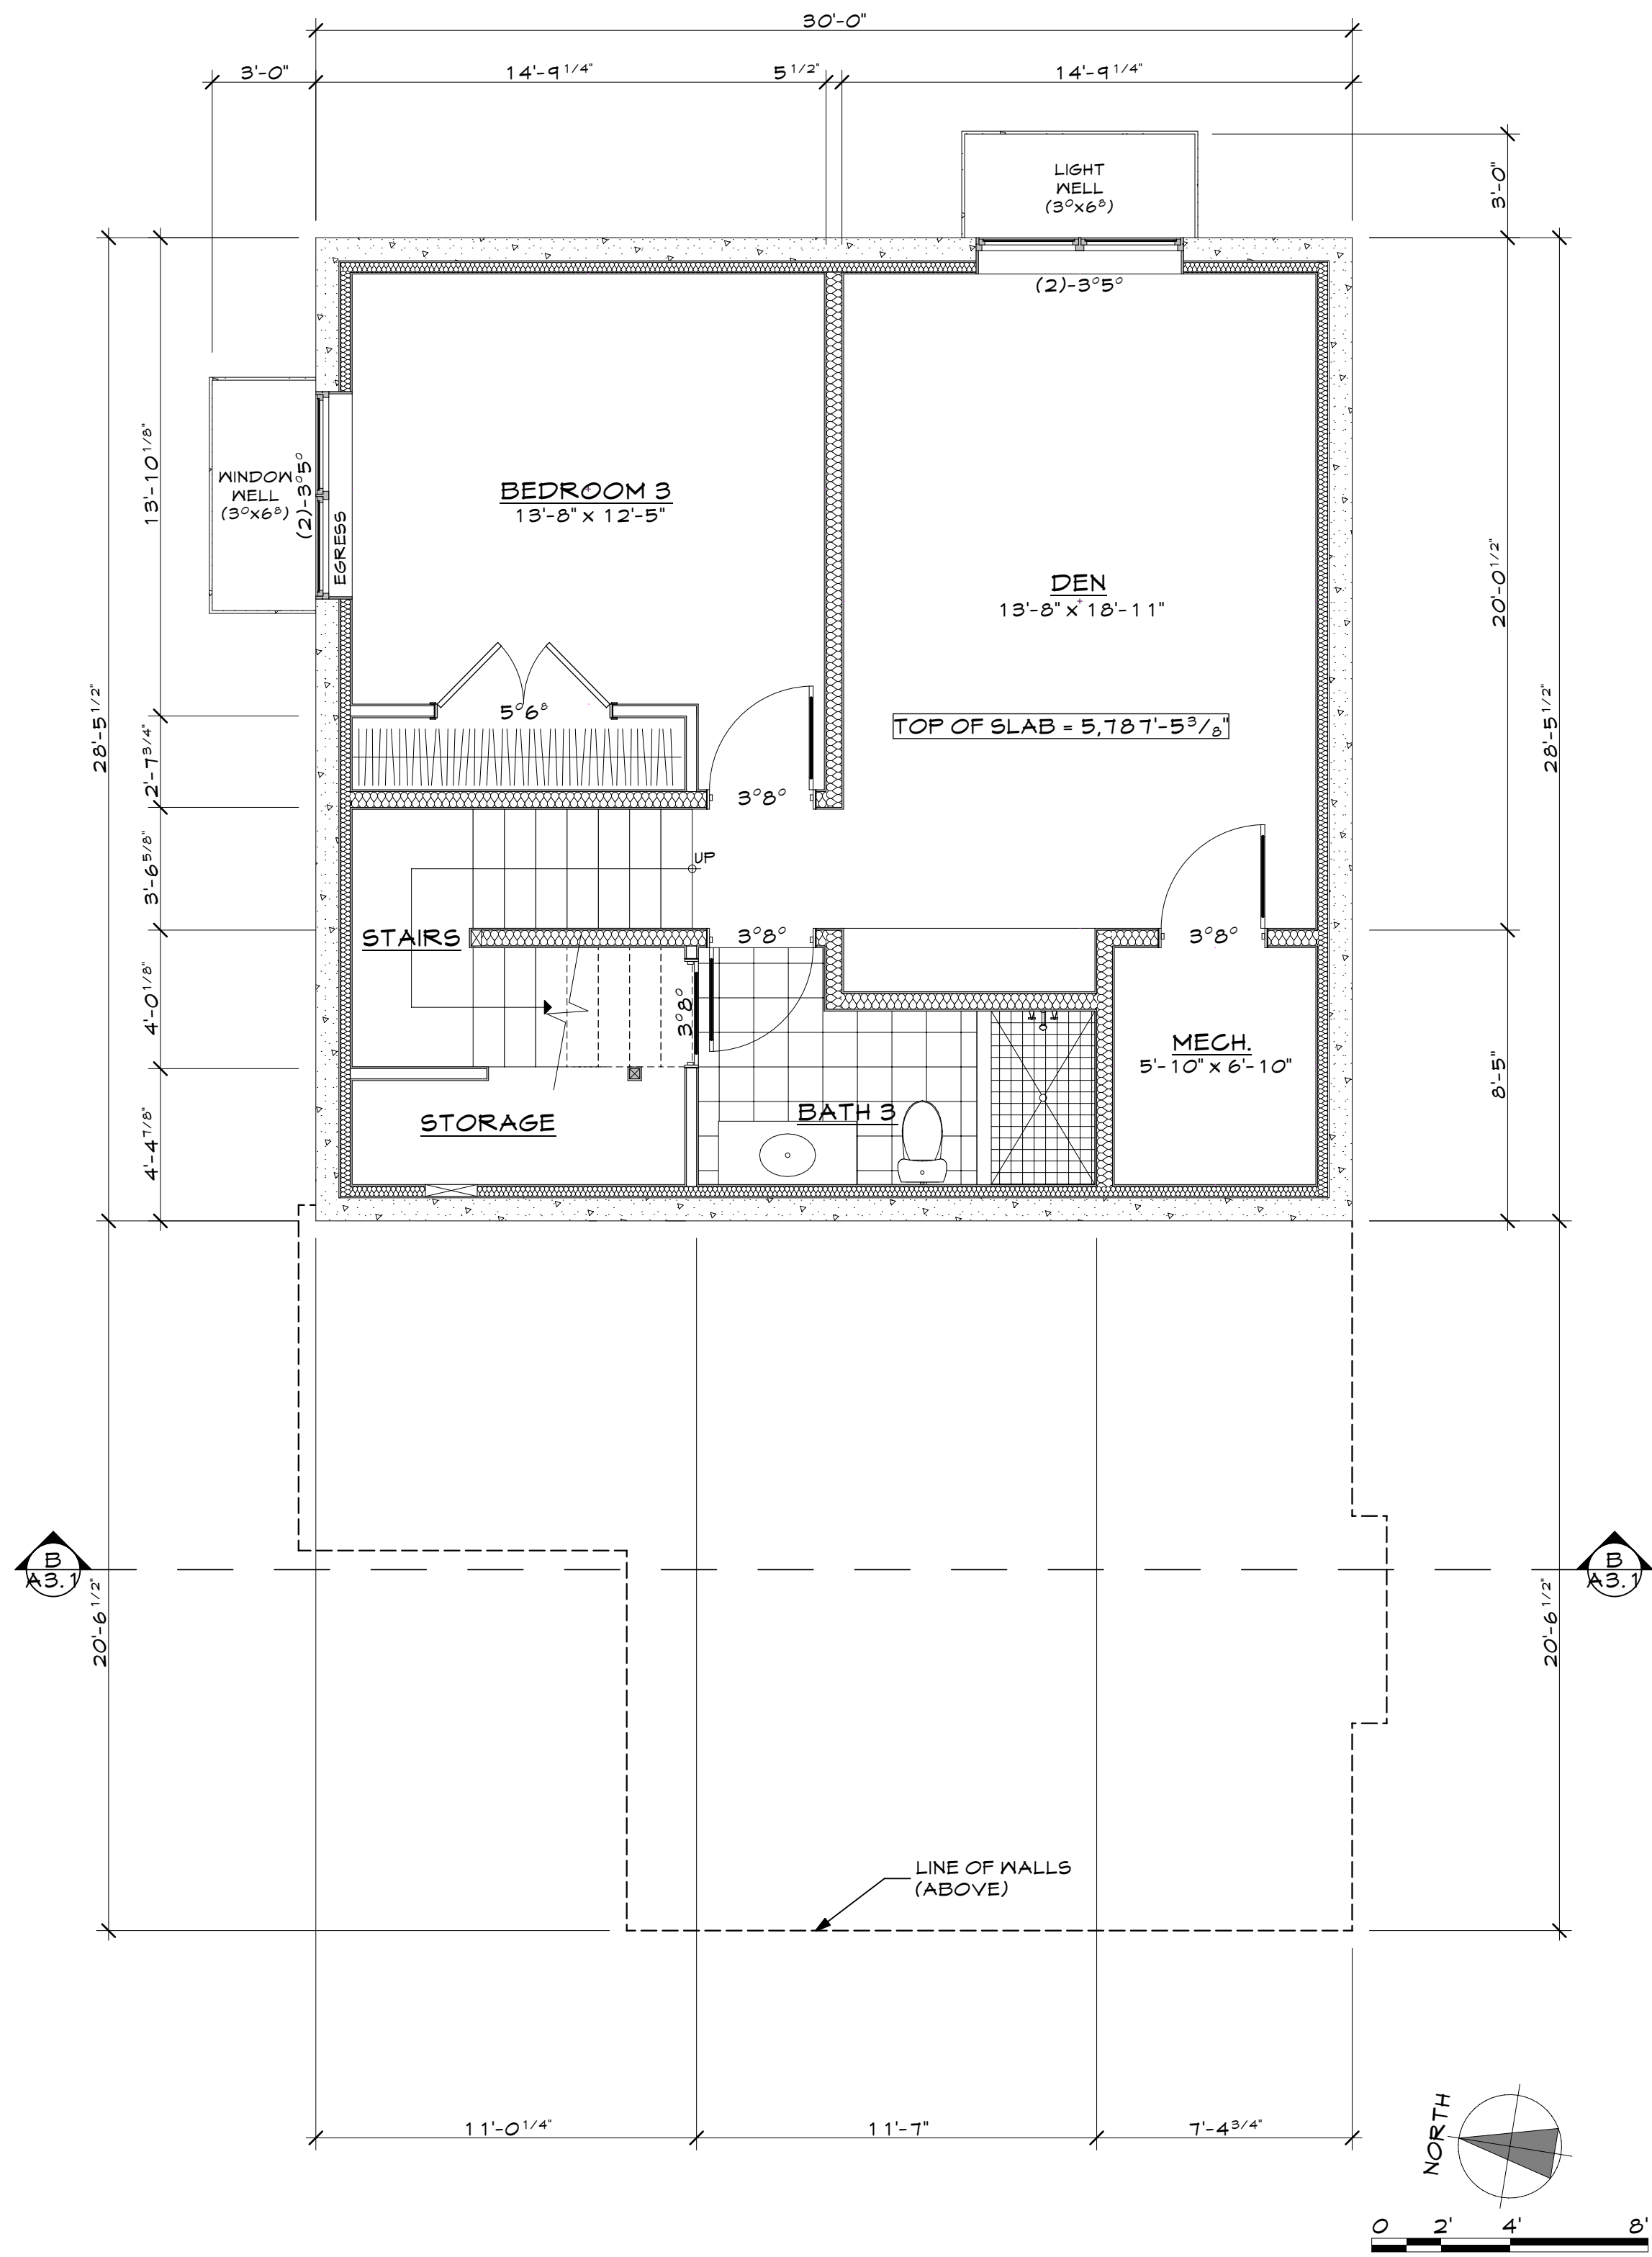 30'-0"
3'-0"
14'-9 1/4"
5 1/2"
14'-9 1/4"
LIGHT
WELL
(3⁰x6⁸)
3'-0"
(2)-3⁰5⁰
13'-10 1/8"
WINDOW
WELL
(3⁰x6⁸)
(2)-3⁰5⁰
EGRESS
BEDROOM 3
13'-8" x 12'-5"
DEN
13'-8" x 18'-11"
20'-0 1/2"
28'-5 1/2"
2'-7 3/4"
5⁰6⁸
TOP OF SLAB = 5,787'-5 3/8"
28'-5 1/2"
3⁰8⁰
3'-6 5/8"
UP
STAIRS
3⁰8⁰
3⁰8⁰
4'-0 1/8"
3⁰8⁰
MECH.
5'-10" x 6'-10"
8'-5"
4'-4 7/8"
STORAGE
BATH 3
B
A3.1
B
A3.1
20'-6 1/2"
20'-6 1/2"
LINE OF WALLS
(ABOVE)
11'-0 1/4"
11'-7"
7'-4 3/4"
NORTH
0 2' 4' 8'